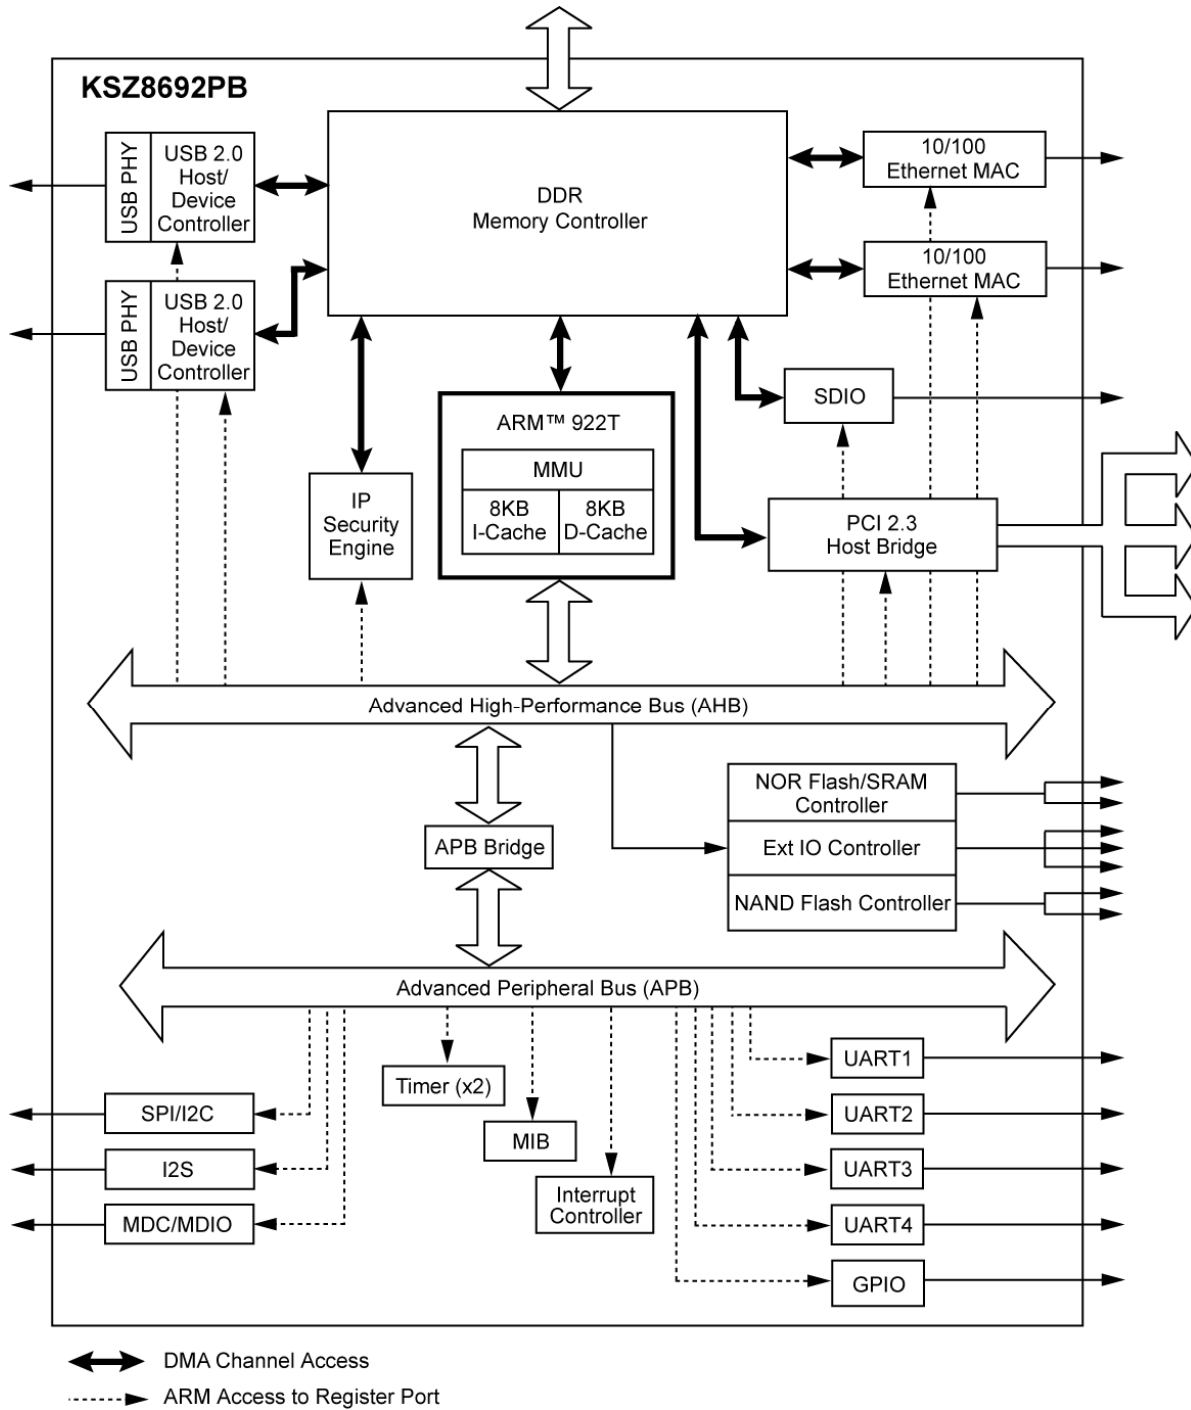 KSZ8692PB
USB PHY
USB 2.0
Host/
Device
Controller
DDR
Memory Controller
10/100
Ethernet MAC
10/100
Ethernet MAC
USB PHY
USB 2.0
Host/
Device
Controller
SDIO
ARM™ 922T
MMU
8KB
I-Cache
8KB
D-Cache
IP
Security
Engine
PCI 2.3
Host Bridge
Advanced High-Performance Bus (AHB)
NOR Flash/SRAM
Controller
APB Bridge
Ext IO Controller
NAND Flash Controller
Advanced Peripheral Bus (APB)
UART1
Timer (x2)
SPI/I2C
UART2
MIB
I2S
UART3
Interrupt
Controller
MDC/MDIO
UART4
GPIO
DMA Channel Access
ARM Access to Register Port